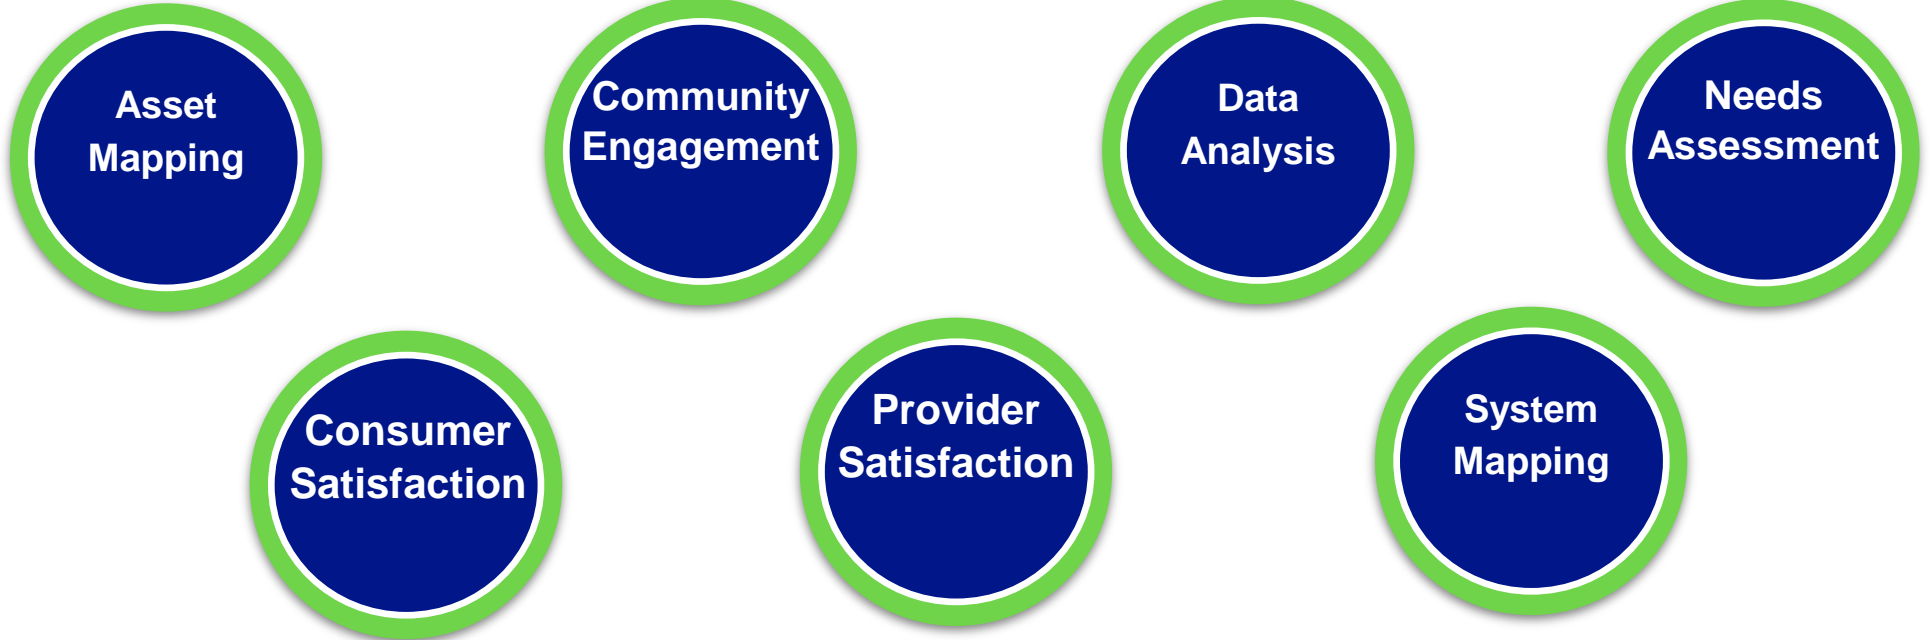 Asset
Mapping
Community
Engagement
Data
Analysis
Needs
Assessment
Consumer
Satisfaction
Provider
Satisfaction
System
Mapping